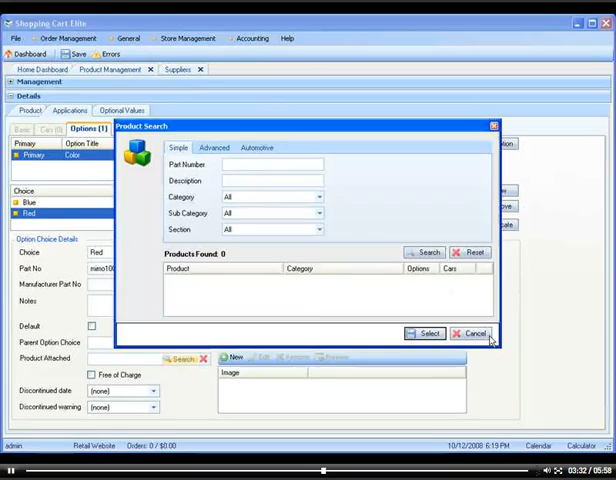 Shopping Cart Elite
File Order Management General Store Management Accounting Help
Dashboard Save Errors
Home Dashboard Product Management Suppliers
Management
Details
Product Applications Optional Values
Basic Cars (0) Options (1)
Primary Option Title
Primary Color
Choice
Blue
Red
Option Choice Details
Choice Red
Part No mimo100
Manufacturer Part No
Notes
Default
Parent Option Choice
Product Attached Search
Free of Charge
Discontinued date (none)
Discontinued warning (none)
Product Search
Simple Advanced Automotive
Part Number
Description
Category All
Sub Category All
Section All
Products Found: 0 Search Reset
Product Category Options Cars
Select Cancel
New Edit Remove Preview
Image
admin Retail Website Orders: 0 / $0.00 10/12/2008 6:19 PM Calendar Calculator
03:32 / 05:58